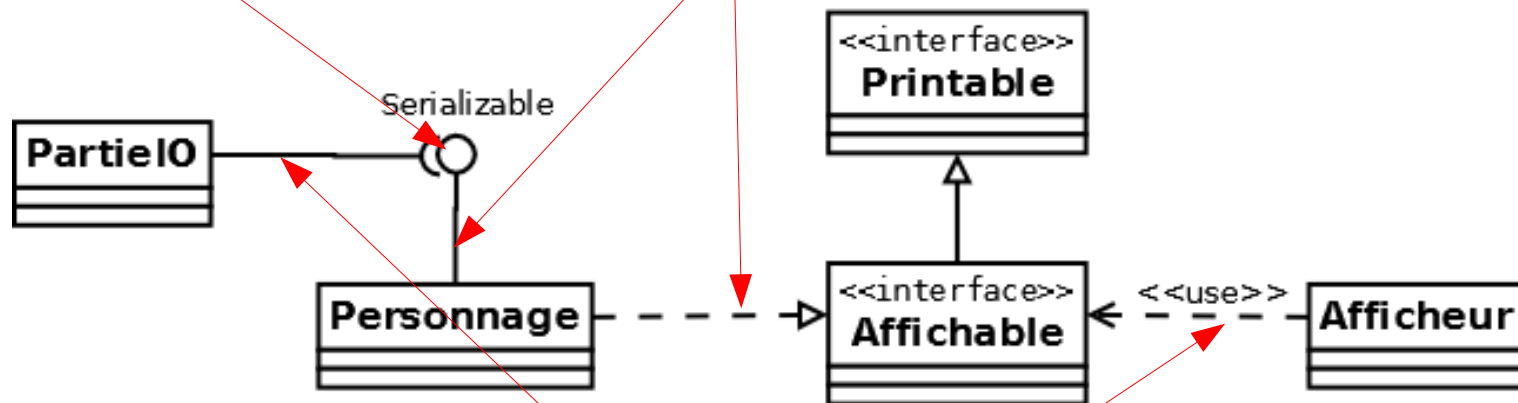 <<interface>>
Printable
Serializable
PartieIO
<<interface>>
Affichable
<<use>>
Personnage
Afficheur